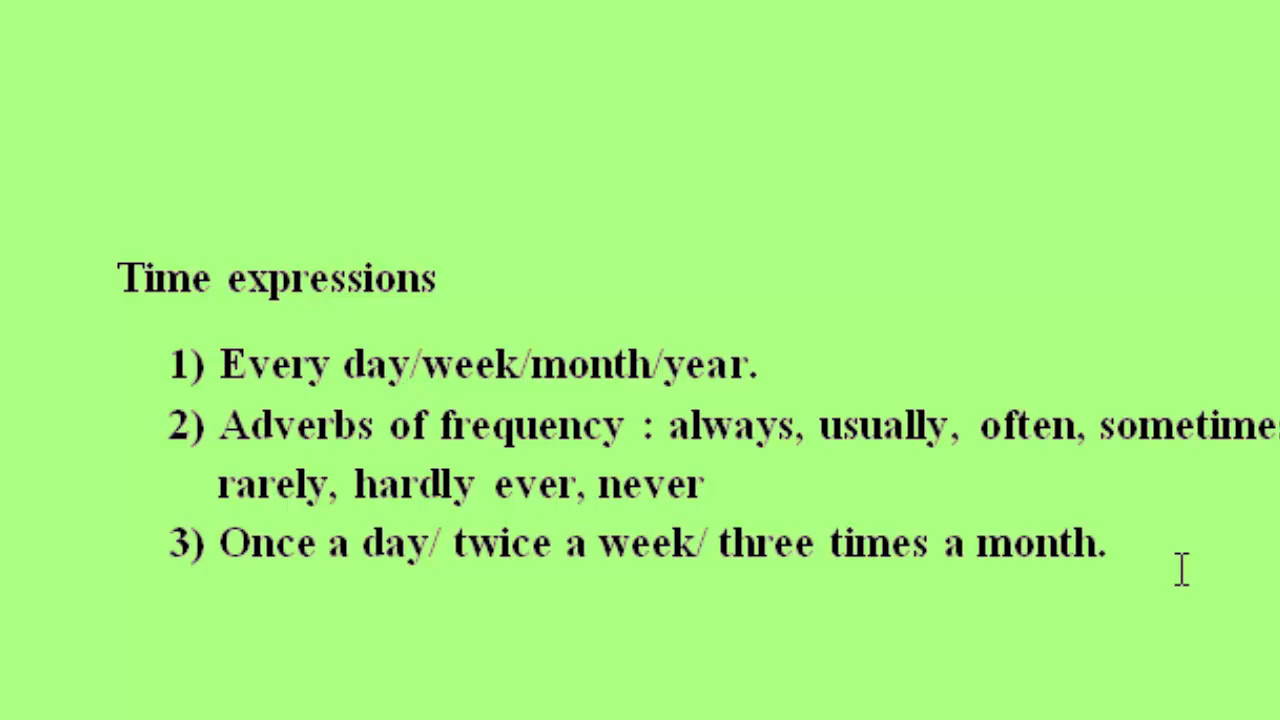 Time expressions
1) Every day/week/month/year.
2) Adverbs of frequency : always, usually, often, sometimes
rarely, hardly ever, never
3) Once a day/ twice a week/ three times a month.